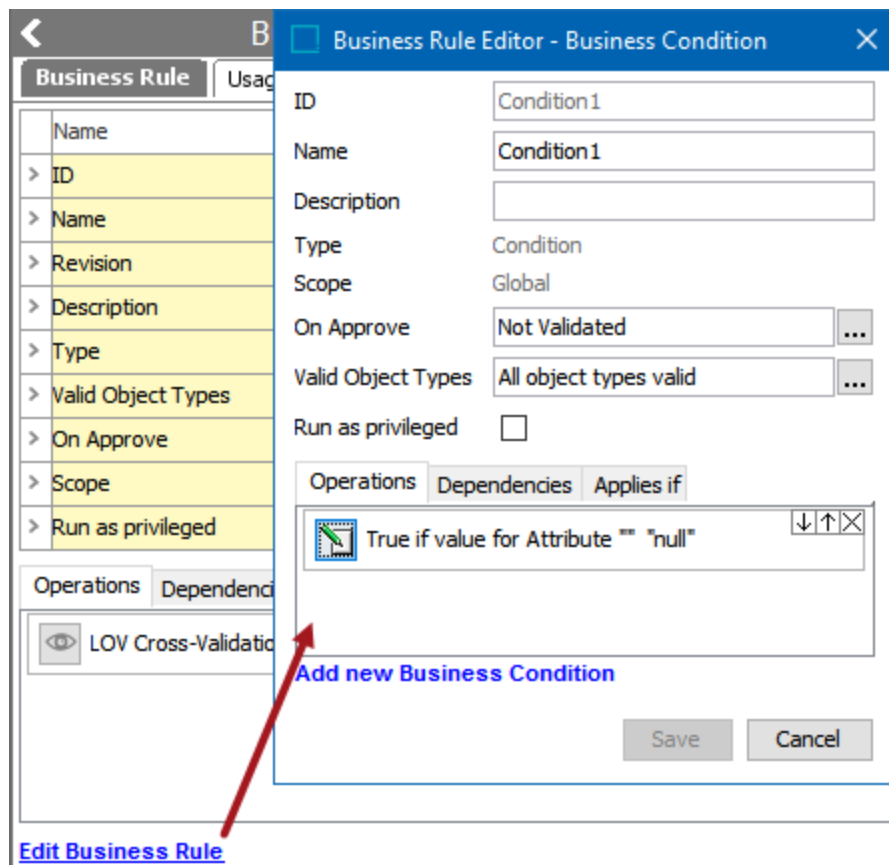 B
Business Rule
Usag
Name
ID
Name
Revision
Description
Type
Valid Object Types
On Approve
Scope
Run as privileged
Operations Dependenci
LOV Cross-Validatio
Edit Business Rule
Business Rule Editor - Business Condition
ID Condition1
Name Condition1
Description
Type Condition
Scope Global
On Approve Not Validated ...
Valid Object Types All object types valid ...
Run as privileged
Operations Dependencies Applies if
True if value for Attribute "" "null"
Add new Business Condition
Save Cancel